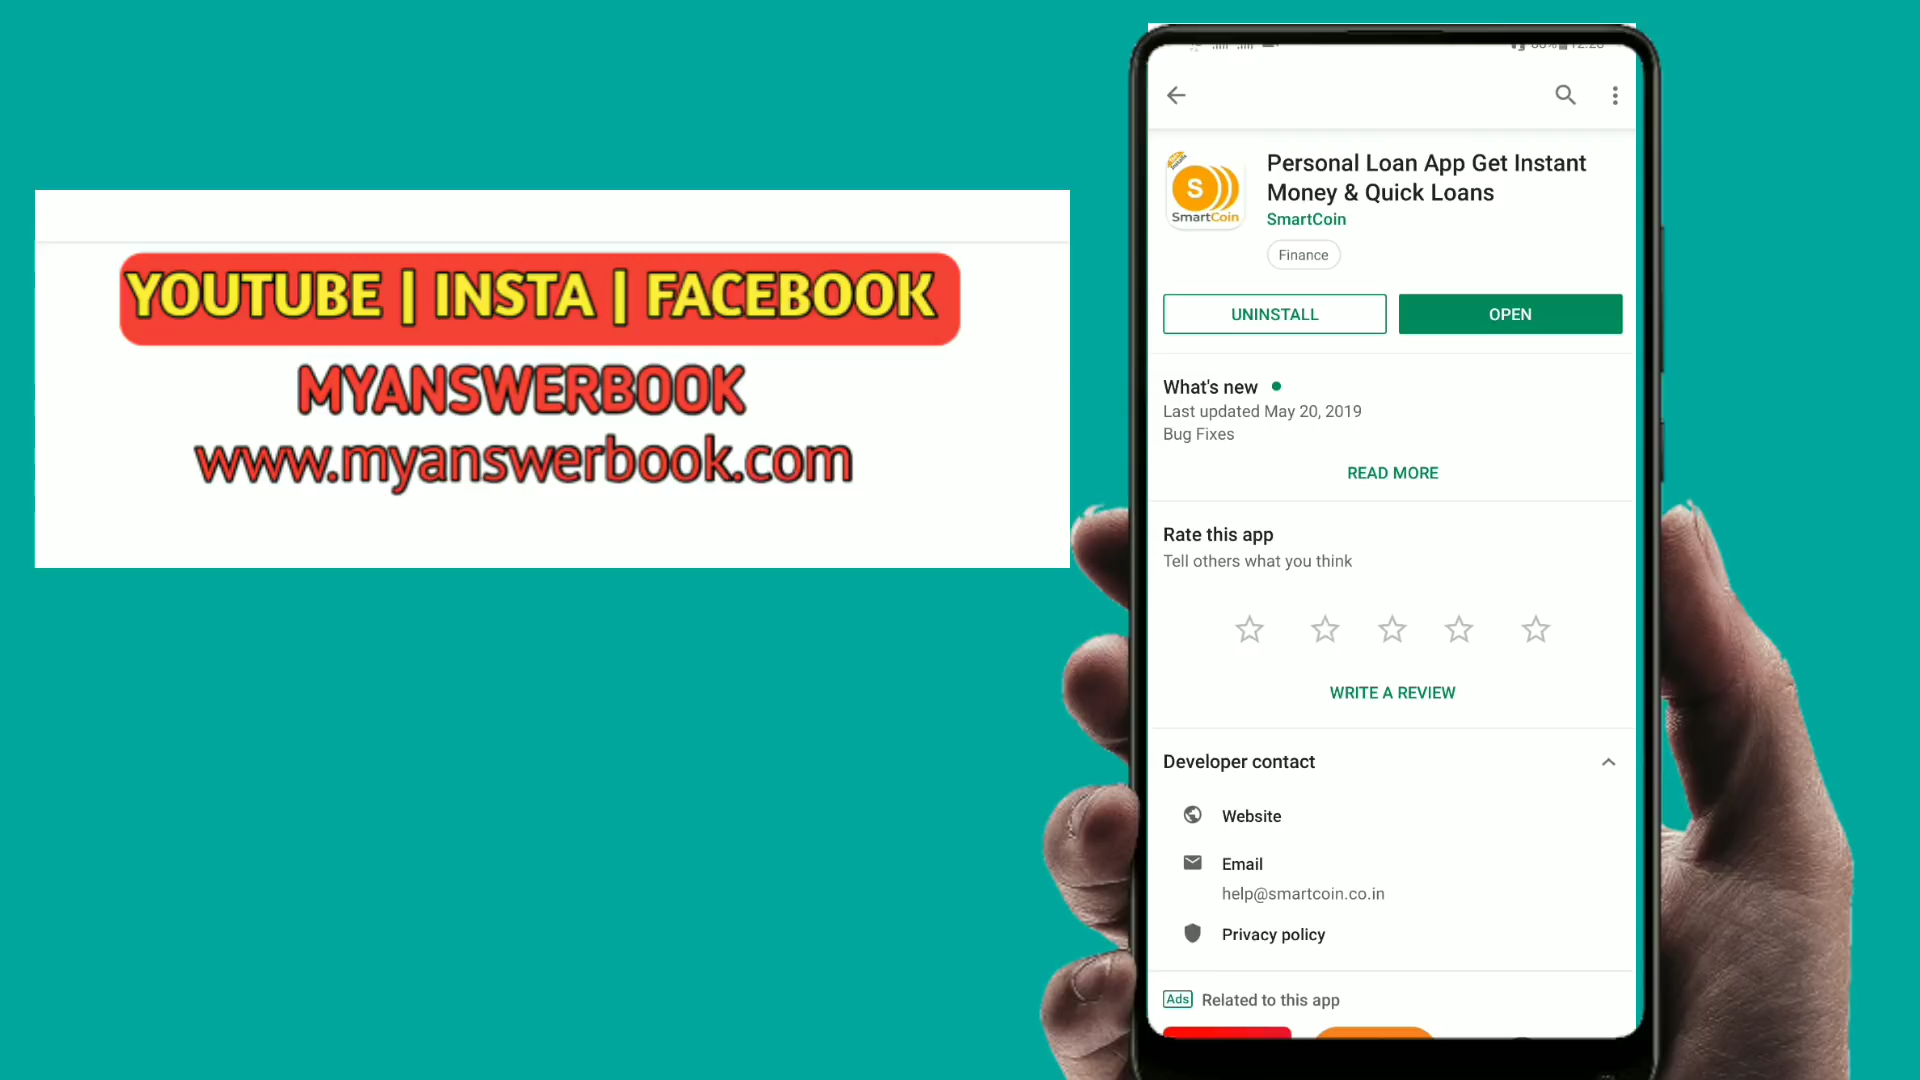 YOUTUBE | INSTA | FACEBOOK
MYANSWERBOOK
www.myanswerbook.com
Personal Loan App Get Instant
Money & Quick Loans
SmartCoin
S
SmartCoin
Finance
UNINSTALL
OPEN
What's new
Last updated May 20, 2019
Bug Fixes
READ MORE
Rate this app
Tell others what you think
WRITE A REVIEW
Developer contact
Website
Email
help@smartcoin.co.in
Privacy policy
Ads Related to this app